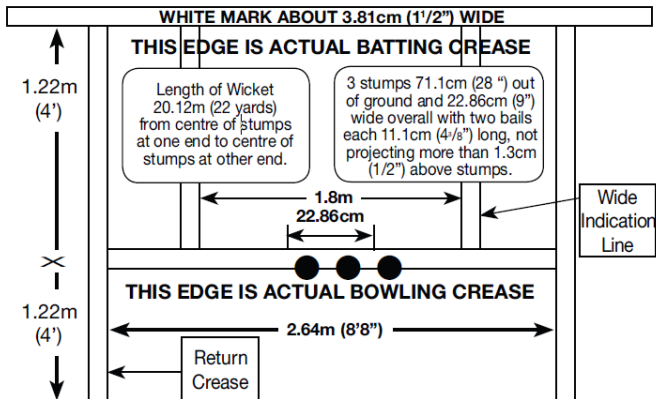 WHITE MARK ABOUT 3.81cm (1¹/2”) WIDE
THIS EDGE IS ACTUAL BATTING CREASE
1.22m
(4’)
Length of Wicket
20.12m (22 yards)
from centre of stumps
at one end to centre of
stumps at other end.
3 stumps 71.1cm (28 “) out
of ground and 22.86cm (9”)
wide overall with two bails
each 11.1cm (4³/8”) long, not
projecting more than 1.3cm
(1/2”) above stumps.
1.8m
22.86cm
Wide
Indication
Line
THIS EDGE IS ACTUAL BOWLING CREASE
1.22m
(4’)
2.64m (8’8”)
Return
Crease